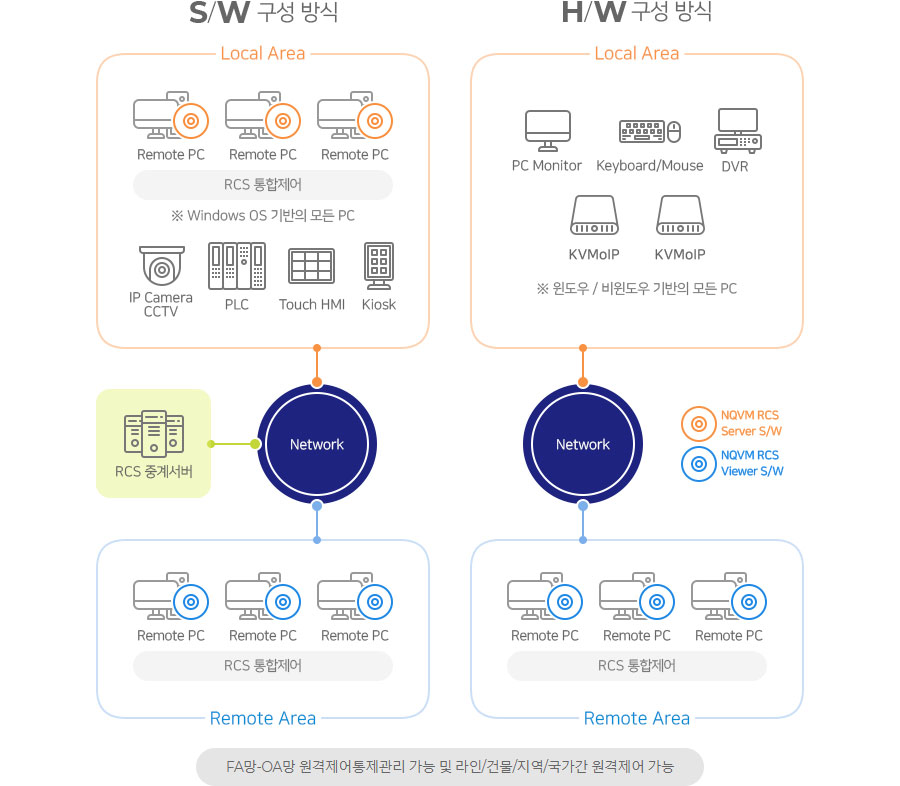 S/W 구성 방식
Local Area
Remote PC Remote PC Remote PC
RCS 통합제어
※ Windows OS 기반의 모든 PC
IP Camera
CCTV
PLC
Touch HMI
Kiosk
RCS 중계서버
Network
Remote PC Remote PC Remote PC
RCS 통합제어
Remote Area
H/W 구성 방식
Local Area
PC Monitor
Keyboard/Mouse
DVR
KVMoIP KVMoIP
※ 윈도우 / 비윈도우 기반의 모든 PC
Network
NQVM RCS
Server S/W
NQVM RCS
Viewer S/W
Remote PC Remote PC Remote PC
RCS 통합제어
Remote Area
FA망-OA망 원격제어통제관리 가능 및 라인/건물/지역/국가간 원격제어 가능